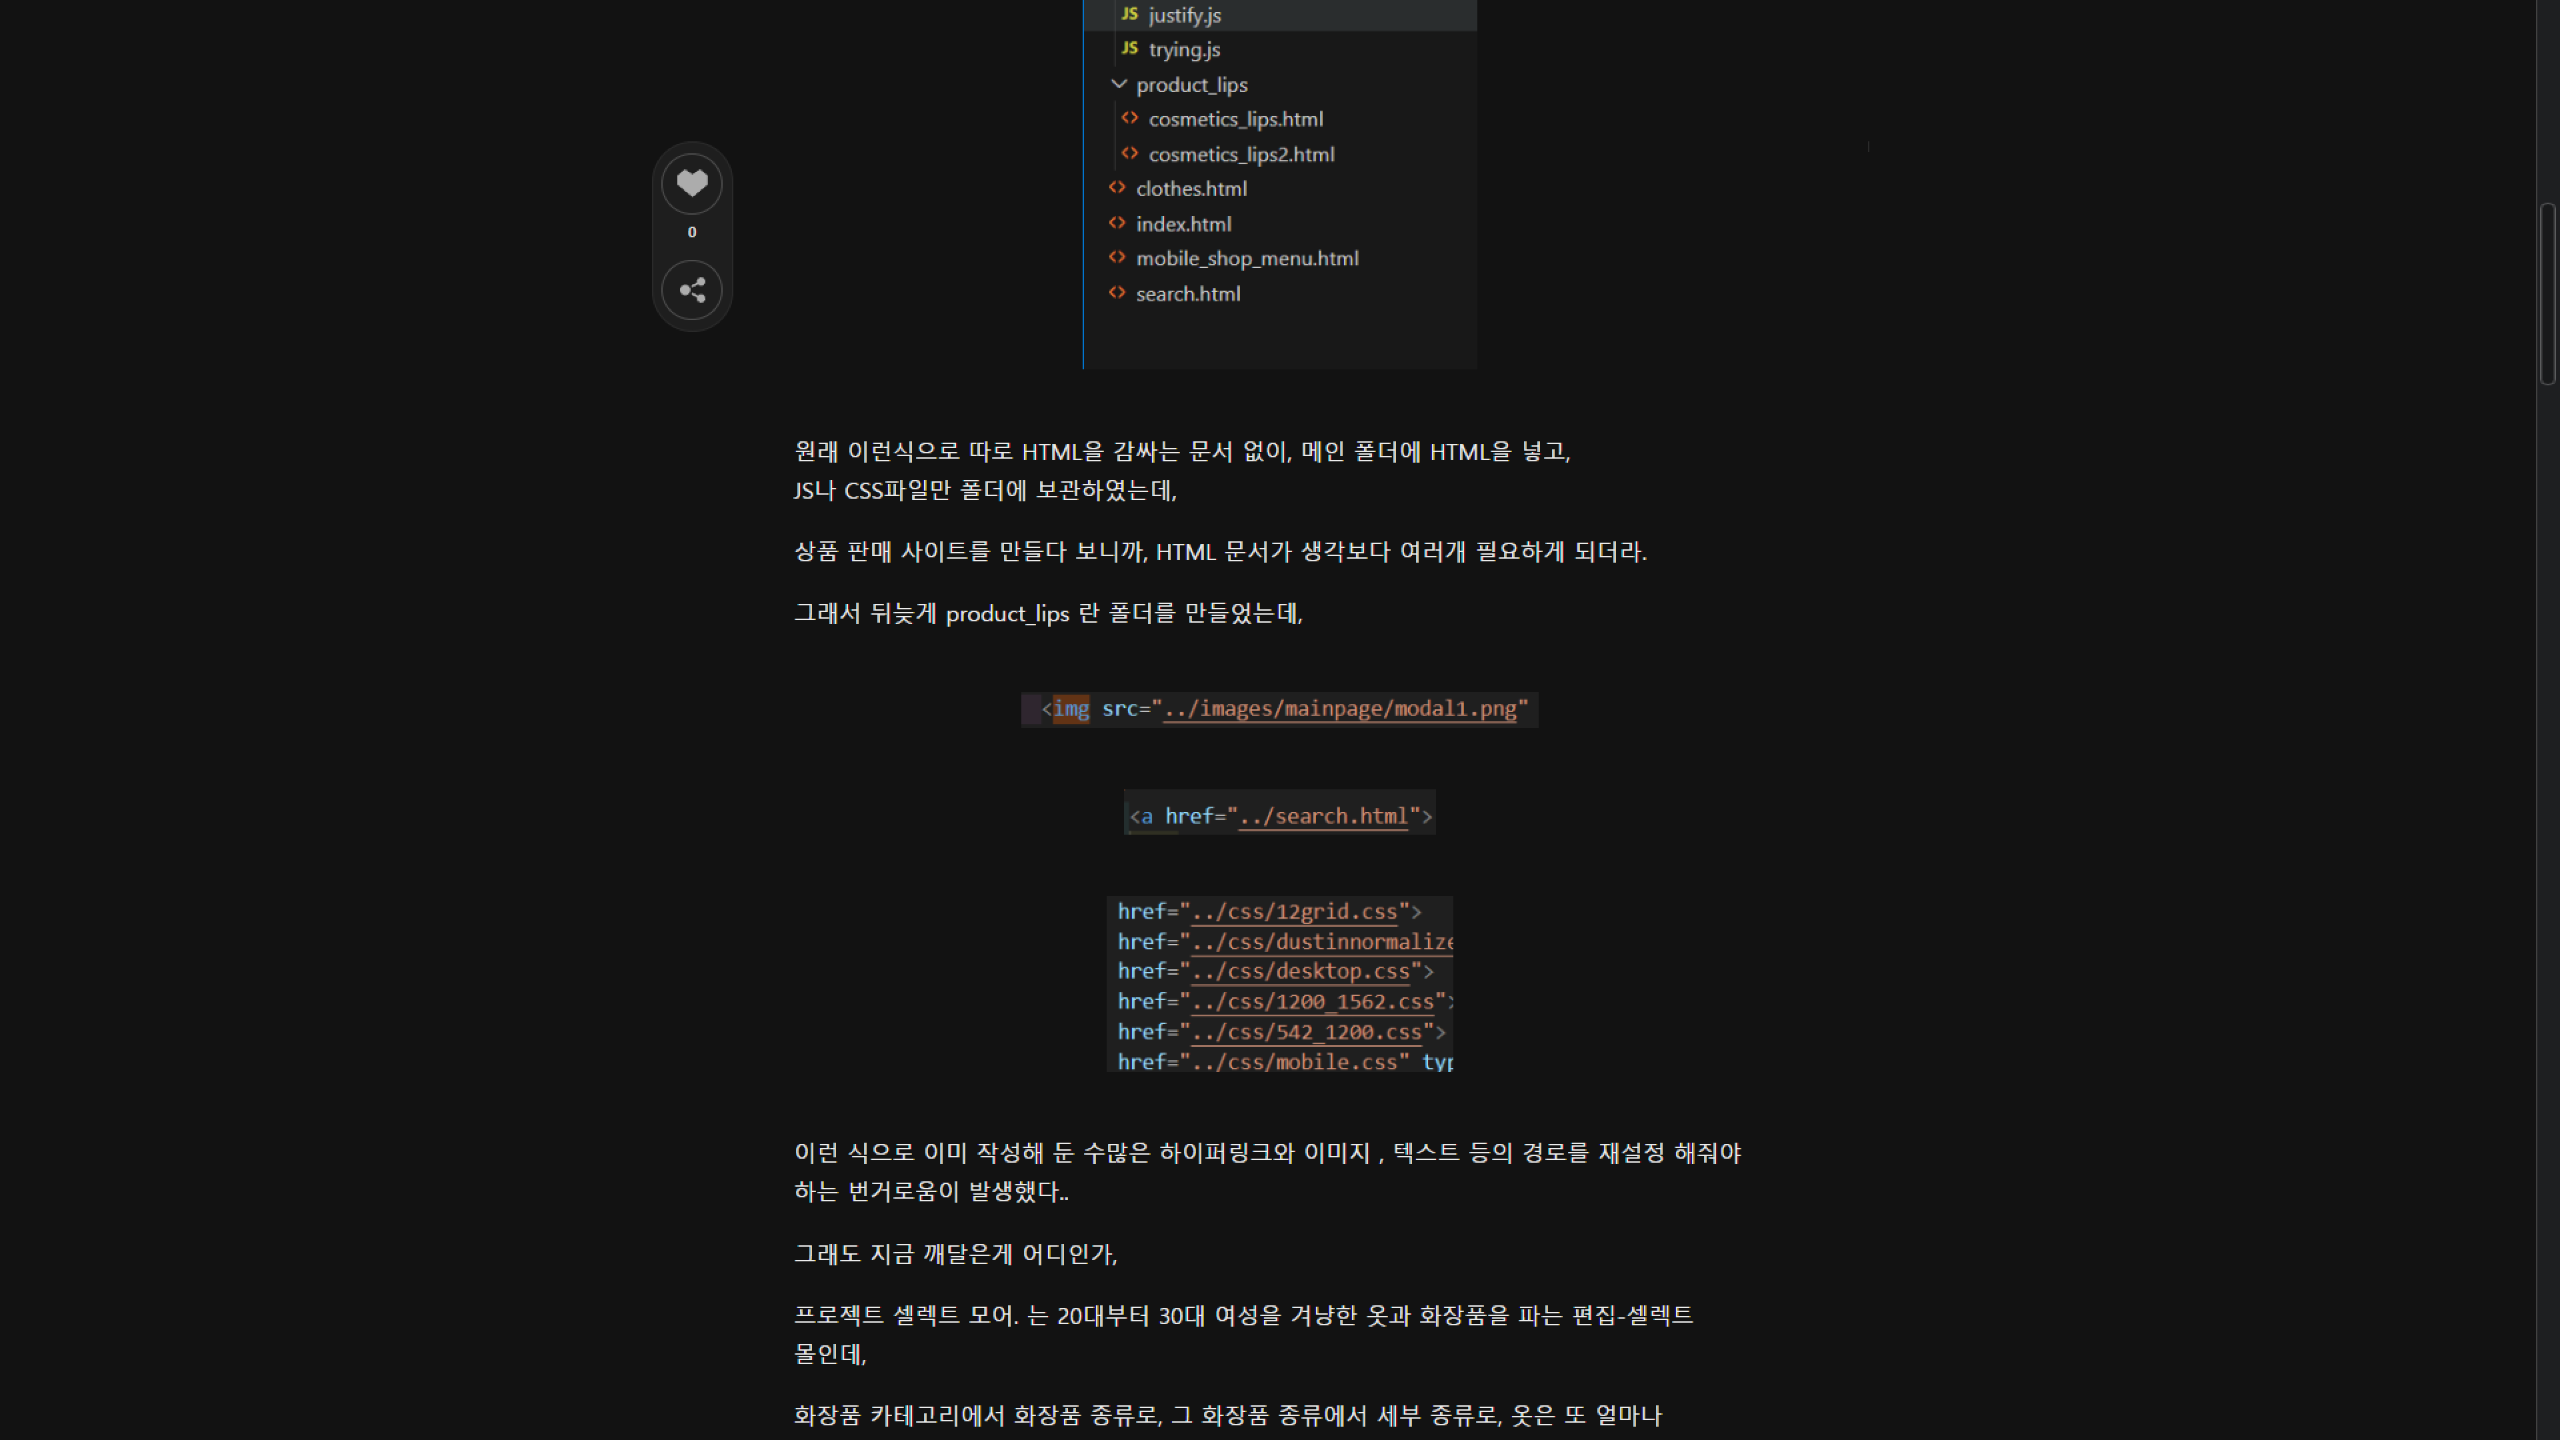 JS justify.js
JS trying.js
product_lips
<> cosmetics_lips.html
<> cosmetics_lips2.html
<> clothes.html
<> index.html
<> mobile_shop_menu.html
<> search.html
0
원래 이런식으로 따로 HTML을 감싸는 문서 없이, 메인 폴더에 HTML을 넣고,
JS나 CSS파일만 폴더에 보관하였는데,
상품 판매 사이트를 만들다 보니까, HTML 문서가 생각보다 여러개 필요하게 되더라.
그래서 뒤늦게 product_lips 란 폴더를 만들었는데,
<img src="../images/mainpage/modal1.png"
<a href="../search.html">
href="../css/12grid.css">
href="../css/dustinnormalize
href="../css/desktop.css">
href="../css/1200_1562.css">
href="../css/542_1200.css">
href="../css/mobile.css" typ
이런 식으로 이미 작성해 둔 수많은 하이퍼링크와 이미지 , 텍스트 등의 경로를 재설정 해줘야
하는 번거로움이 발생했다..
그래도 지금 깨달은게 어디인가,
프로젝트 셀렉트 모어. 는 20대부터 30대 여성을 겨냥한 옷과 화장품을 파는 편집-셀렉트
몰인데,
화장품 카테고리에서 화장품 종류로, 그 화장품 종류에서 세부 종류로, 옷은 또 얼마나